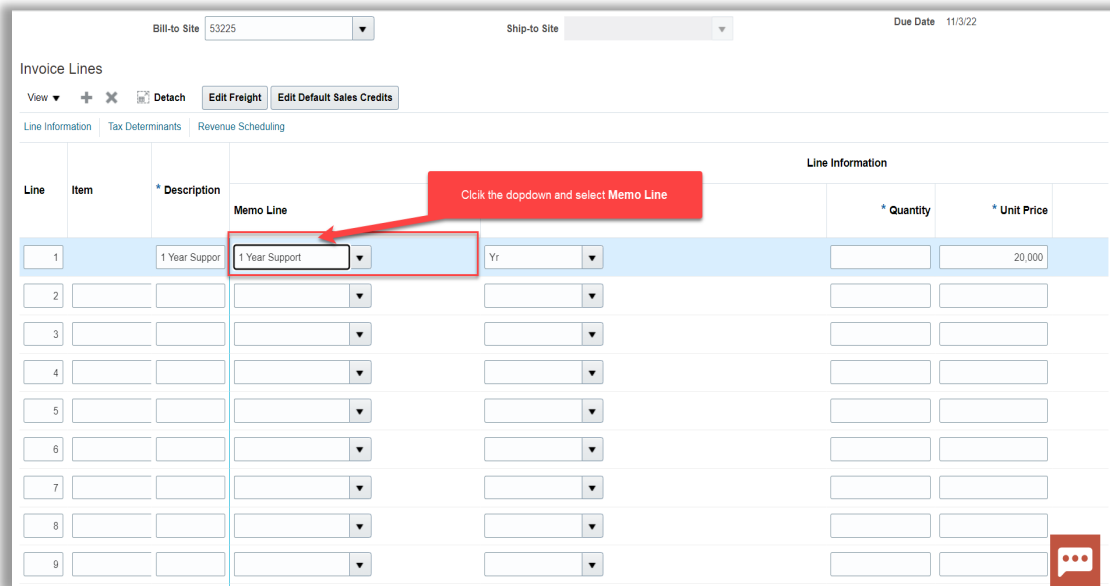 Bill-to Site 53225 Ship-to Site Due Date 11/3/22
Invoice Lines
View Detach Edit Freight Edit Default Sales Credits
Line Information Tax Determinants Revenue Scheduling
Line Information
Line Item * Description Memo Line * Quantity * Unit Price
Clcik the dopdown and select Memo Line
1 1 Year Suppor 1 Year Support Yr 20,000
2
3
4
5
6
7
8
9